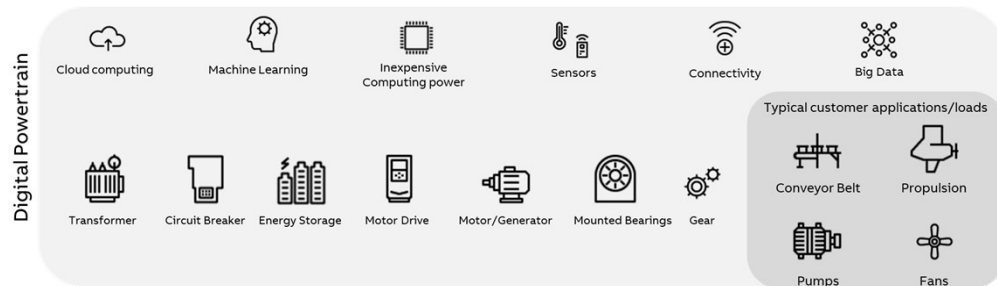 Digital Powertrain
Cloud computing
Machine Learning
Inexpensive
Computing power
Sensors
Connectivity
Big Data
Typical customer applications/loads
Transformer
Circuit Breaker
Energy Storage
Motor Drive
Motor/Generator
Mounted Bearings
Gear
Conveyor Belt
Propulsion
Pumps
Fans